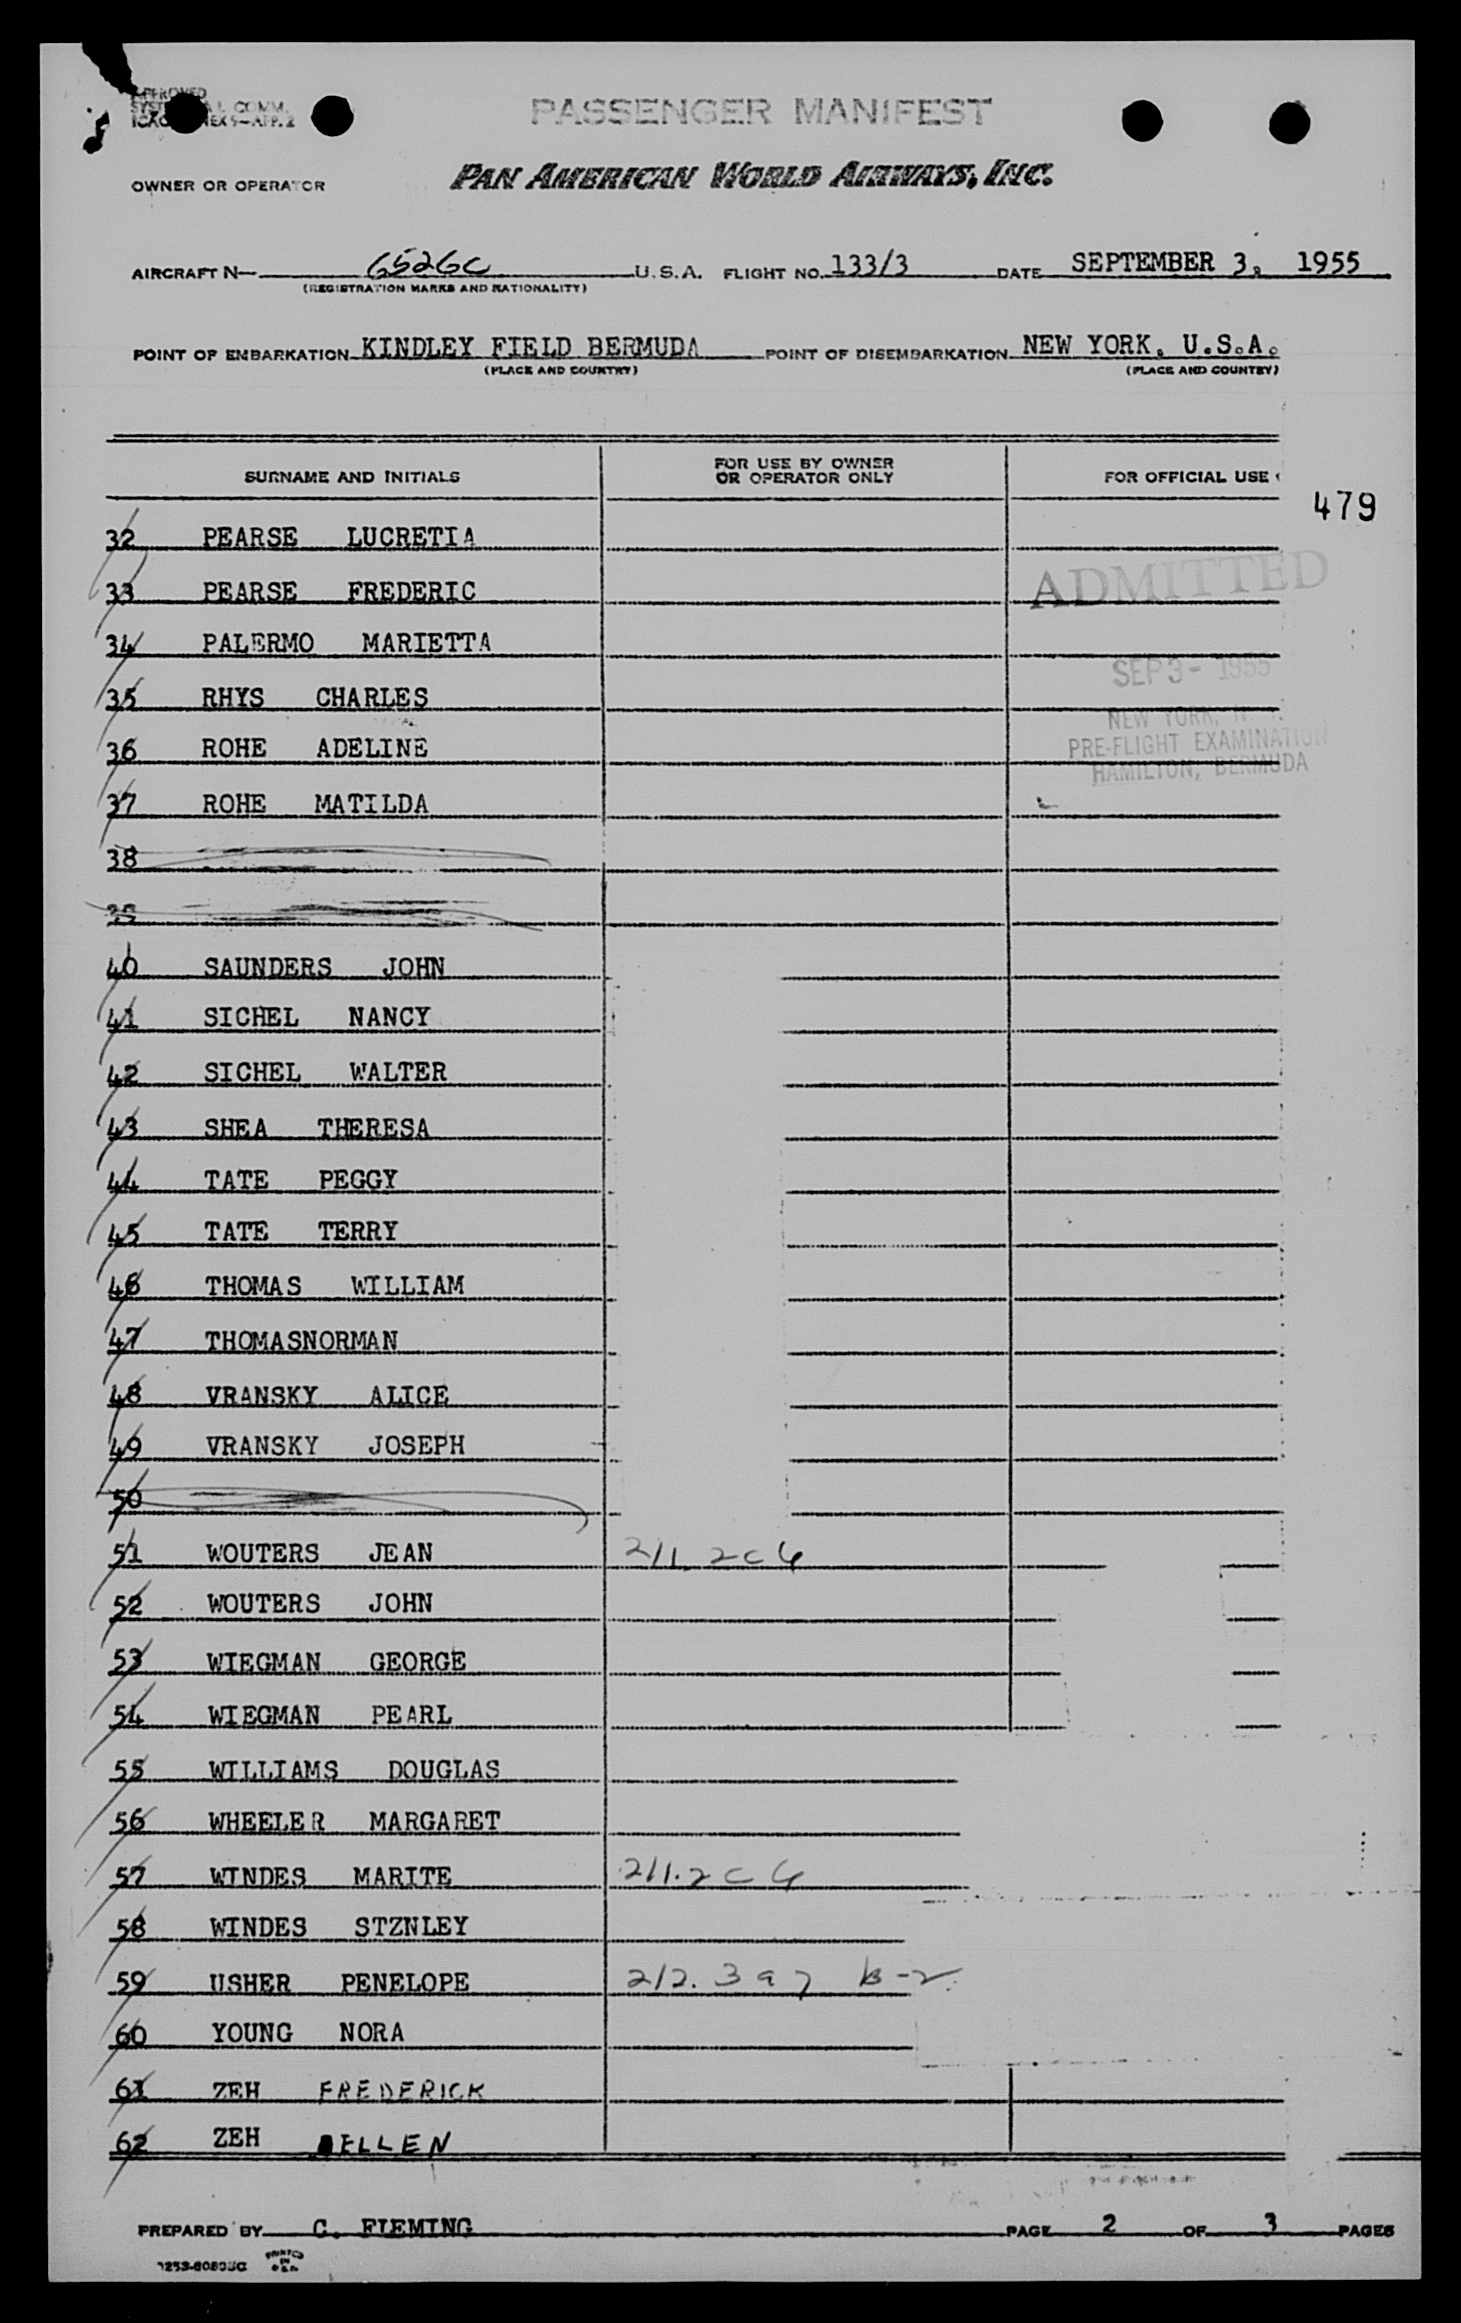 APPROVED
COMM.
PASSENGER MANIFEST
OWNER OR OPERATOR PAN AMERICAN WORLD AIRWAYS, INC.
AIRCRAFT N— 6526C U.S.A. FLIGHT NO. 133/3 DATE SEPTEMBER 3, 1955
(REGISTRATION MARKS AND NATIONALITY)
POINT OF EMBARKATION KINDLEY FIELD BERMUDA POINT OF DISEMBARKATION NEW YORK. U.S.A.
(PLACE AND COUNTRY) (PLACE AND COUNTRY)
SURNAME AND INITIALS FOR USE BY OWNER OR OPERATOR ONLY FOR OFFICIAL USE
479
32 PEARSE LUCRETIA
33 PEARSE FREDERIC
ADMITTED
34 PALERMO MARIETTA
SEP 3 - 1955
35 RHYS CHARLES
NEW YORK, N.
36 ROHE ADELINE
PRE-FLIGHT EXAMINATION
HAMILTON, BERMUDA
37 ROHE MATILDA
38
39
40 SAUNDERS JOHN
41 SICHEL NANCY
42 SICHEL WALTER
43 SHEA THERESA
44 TATE PEGGY
45 TATE TERRY
46 THOMAS WILLIAM
47 THOMASNORMAN
48 VRANSKY ALICE
49 VRANSKY JOSEPH
50
51 WOUTERS JEAN 211.2c6
52 WOUTERS JOHN
53 WIEGMAN GEORGE
54 WIEGMAN PEARL
55 WILLIAMS DOUGLAS
56 WHEELER MARGARET
57 WINDES MARITE 211.2c6
58 WINDES STZNLEY
59 USHER PENELOPE 212.3a7 B-2
60 YOUNG NORA
61 ZEH FREDERICK
62 ZEH ELLEN
PREPARED BY C. FLEMING PAGE 2 OF 3 PAGES
PRINTED IN U.S.A.